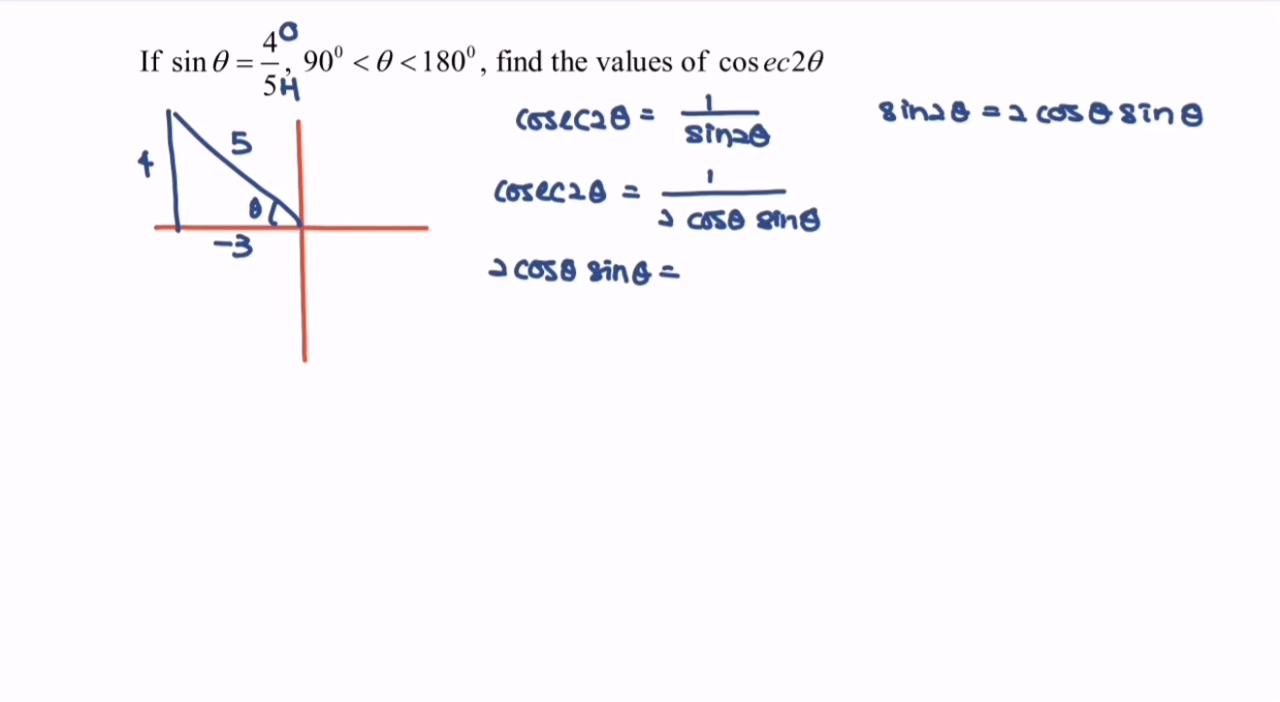 If sin θ = 4/5, 90⁰ < θ < 180⁰, find the values of cosec2θ
O
H
cosec2θ = 1/sin2θ
sin2θ = 2 cosθ sinθ
5
4
θ
-3
cosec2θ = 1/2 cosθ sinθ
2 cosθ sinθ =